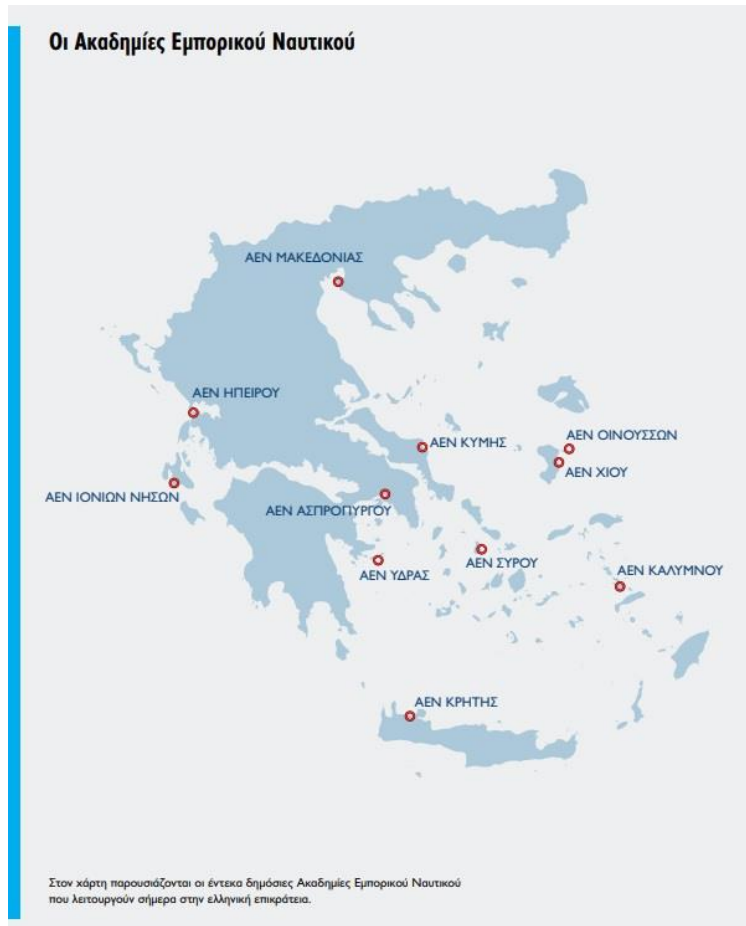 Οι Ακαδημίες Εμπορικού Ναυτικού
ΑΕΝ ΜΑΚΕΔΟΝΙΑΣ
ΑΕΝ ΗΠΕΙΡΟΥ
ΑΕΝ ΚΥΜΗΣ
ΑΕΝ ΟΙΝΟΥΣΣΩΝ
ΑΕΝ ΧΙΟΥ
ΑΕΝ ΙΟΝΙΩΝ ΝΗΣΩΝ
ΑΕΝ ΑΣΠΡΟΠΥΡΓΟΥ
ΑΕΝ ΣΥΡΟΥ
ΑΕΝ ΥΔΡΑΣ
ΑΕΝ ΚΑΛΥΜΝΟΥ
ΑΕΝ ΚΡΗΤΗΣ
Στον χάρτη παρουσιάζονται οι έντεκα δημόσιες Ακαδημίες Εμπορικού Ναυτικού
που λειτουργούν σήμερα στην ελληνική επικράτεια.